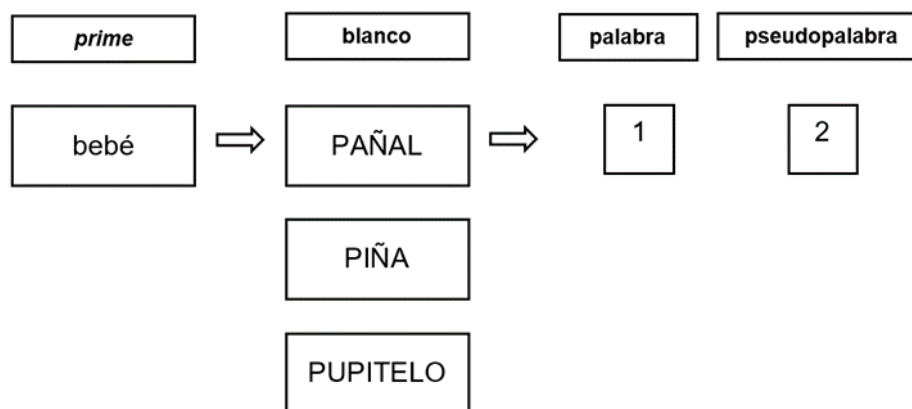 prime
blanco
palabra
pseudopalabra
bebé
PAÑAL
1
2
PIÑA
PUPITELO